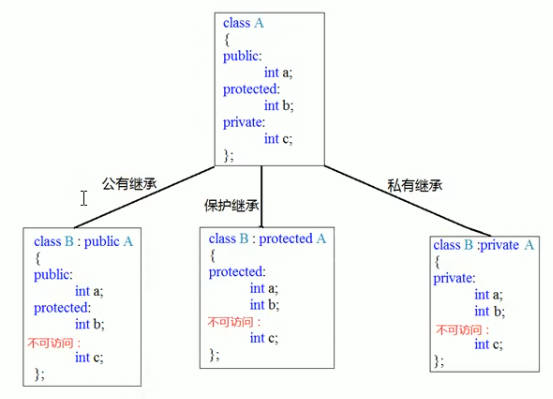 class A
{
public:
int a;
protected:
int b;
private:
int c;
};
公有继承
保护继承
私有继承
class B : public A
{
public:
int a;
protected:
int b;
不可访问：
int c;
};
class B : protected A
{
protected:
int a;
int b;
不可访问：
int c;
};
class B :private A
{
private:
int a;
int b;
不可访问：
int c;
};